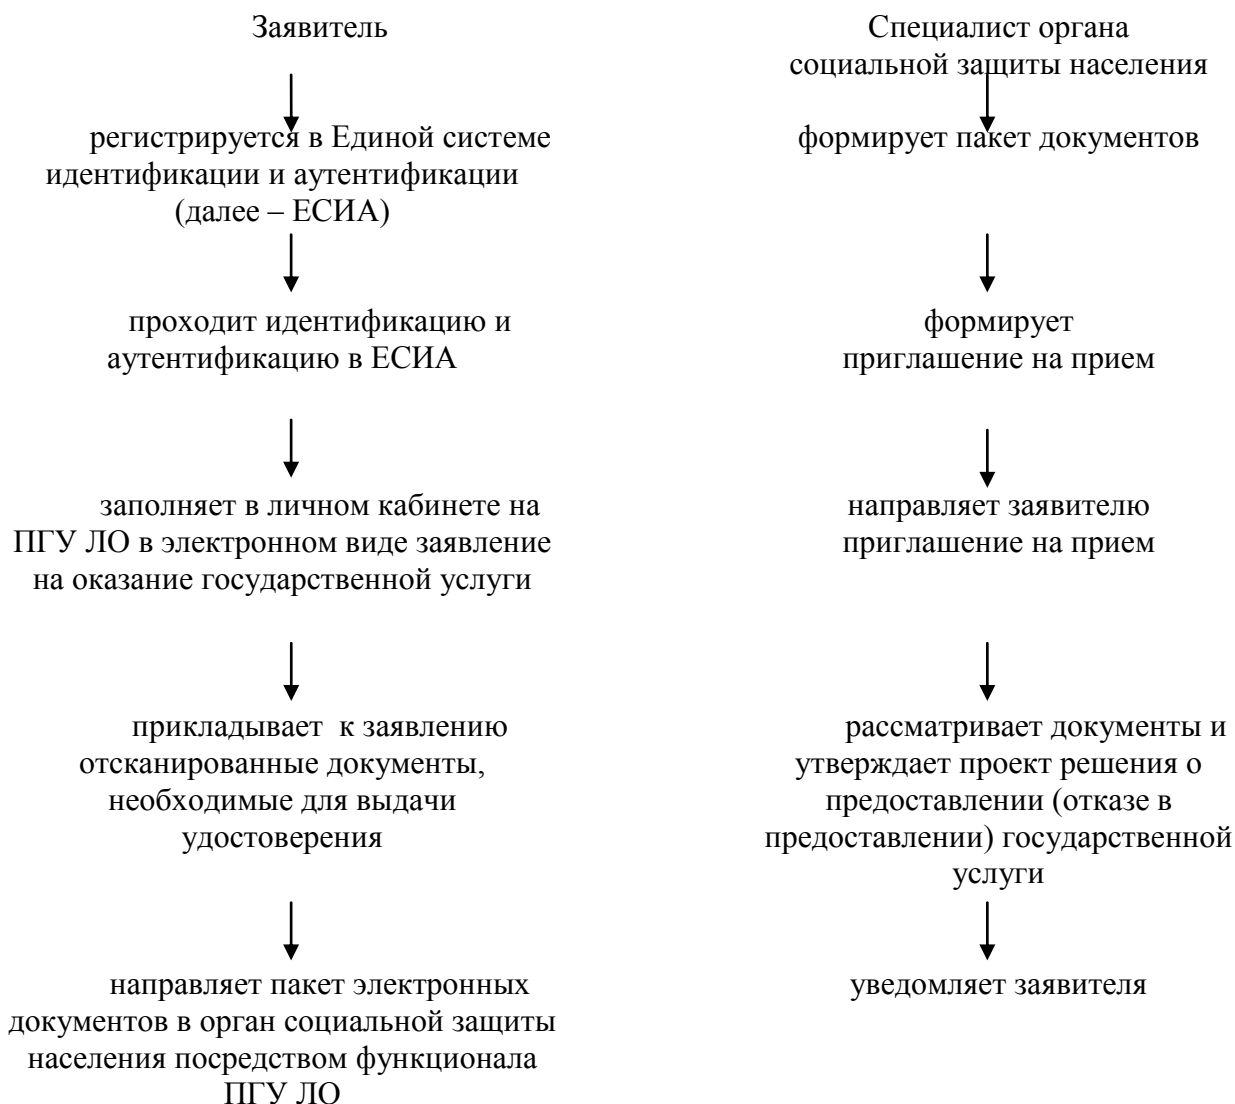 Заявитель
регистрируется в Единой системе
идентификации и аутентификации
(далее – ЕСИА)
проходит идентификацию и
аутентификацию в ЕСИА
заполняет в личном кабинете на
ПГУ ЛО в электронном виде заявление
на оказание государственной услуги
прикладывает к заявлению
отсканированные документы,
необходимые для выдачи
удостоверения
направляет пакет электронных
документов в орган социальной защиты
населения посредством функционала
ПГУ ЛО
Специалист органа
социальной защиты населения
формирует пакет документов
формирует
приглашение на прием
направляет заявителю
приглашение на прием
рассматривает документы и
утверждает проект решения о
предоставлении (отказе в
предоставлении) государственной
услуги
уведомляет заявителя